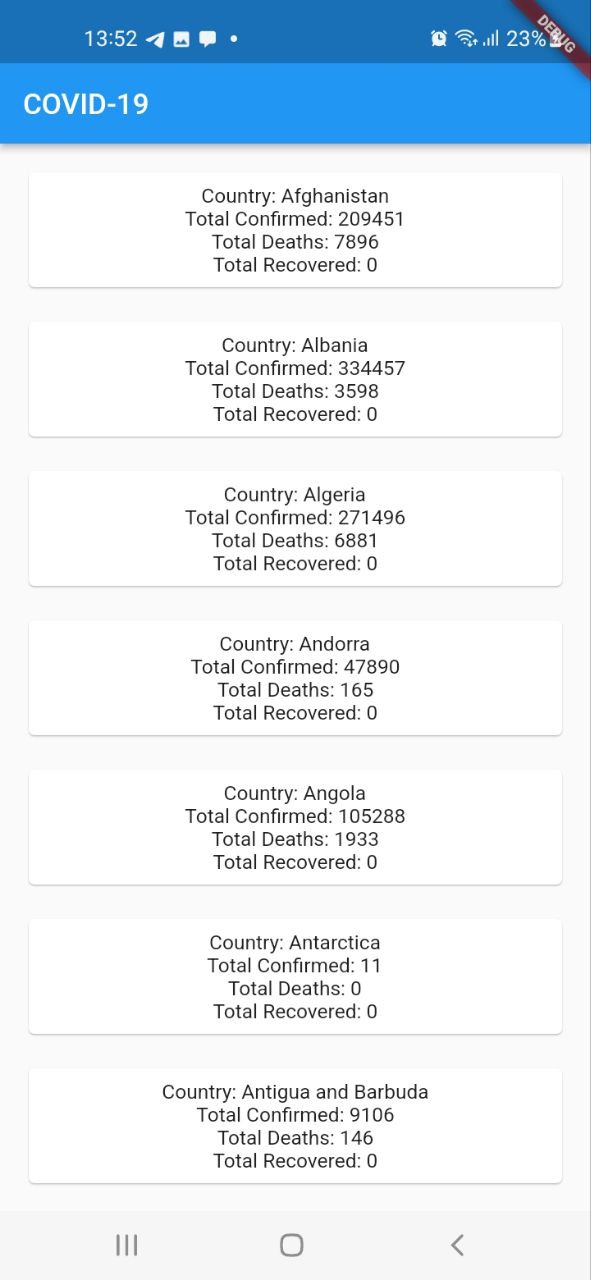 13:52
23%
DEBUG
COVID-19
Country: Afghanistan
Total Confirmed: 209451
Total Deaths: 7896
Total Recovered: 0
Country: Albania
Total Confirmed: 334457
Total Deaths: 3598
Total Recovered: 0
Country: Algeria
Total Confirmed: 271496
Total Deaths: 6881
Total Recovered: 0
Country: Andorra
Total Confirmed: 47890
Total Deaths: 165
Total Recovered: 0
Country: Angola
Total Confirmed: 105288
Total Deaths: 1933
Total Recovered: 0
Country: Antarctica
Total Confirmed: 11
Total Deaths: 0
Total Recovered: 0
Country: Antigua and Barbuda
Total Confirmed: 9106
Total Deaths: 146
Total Recovered: 0